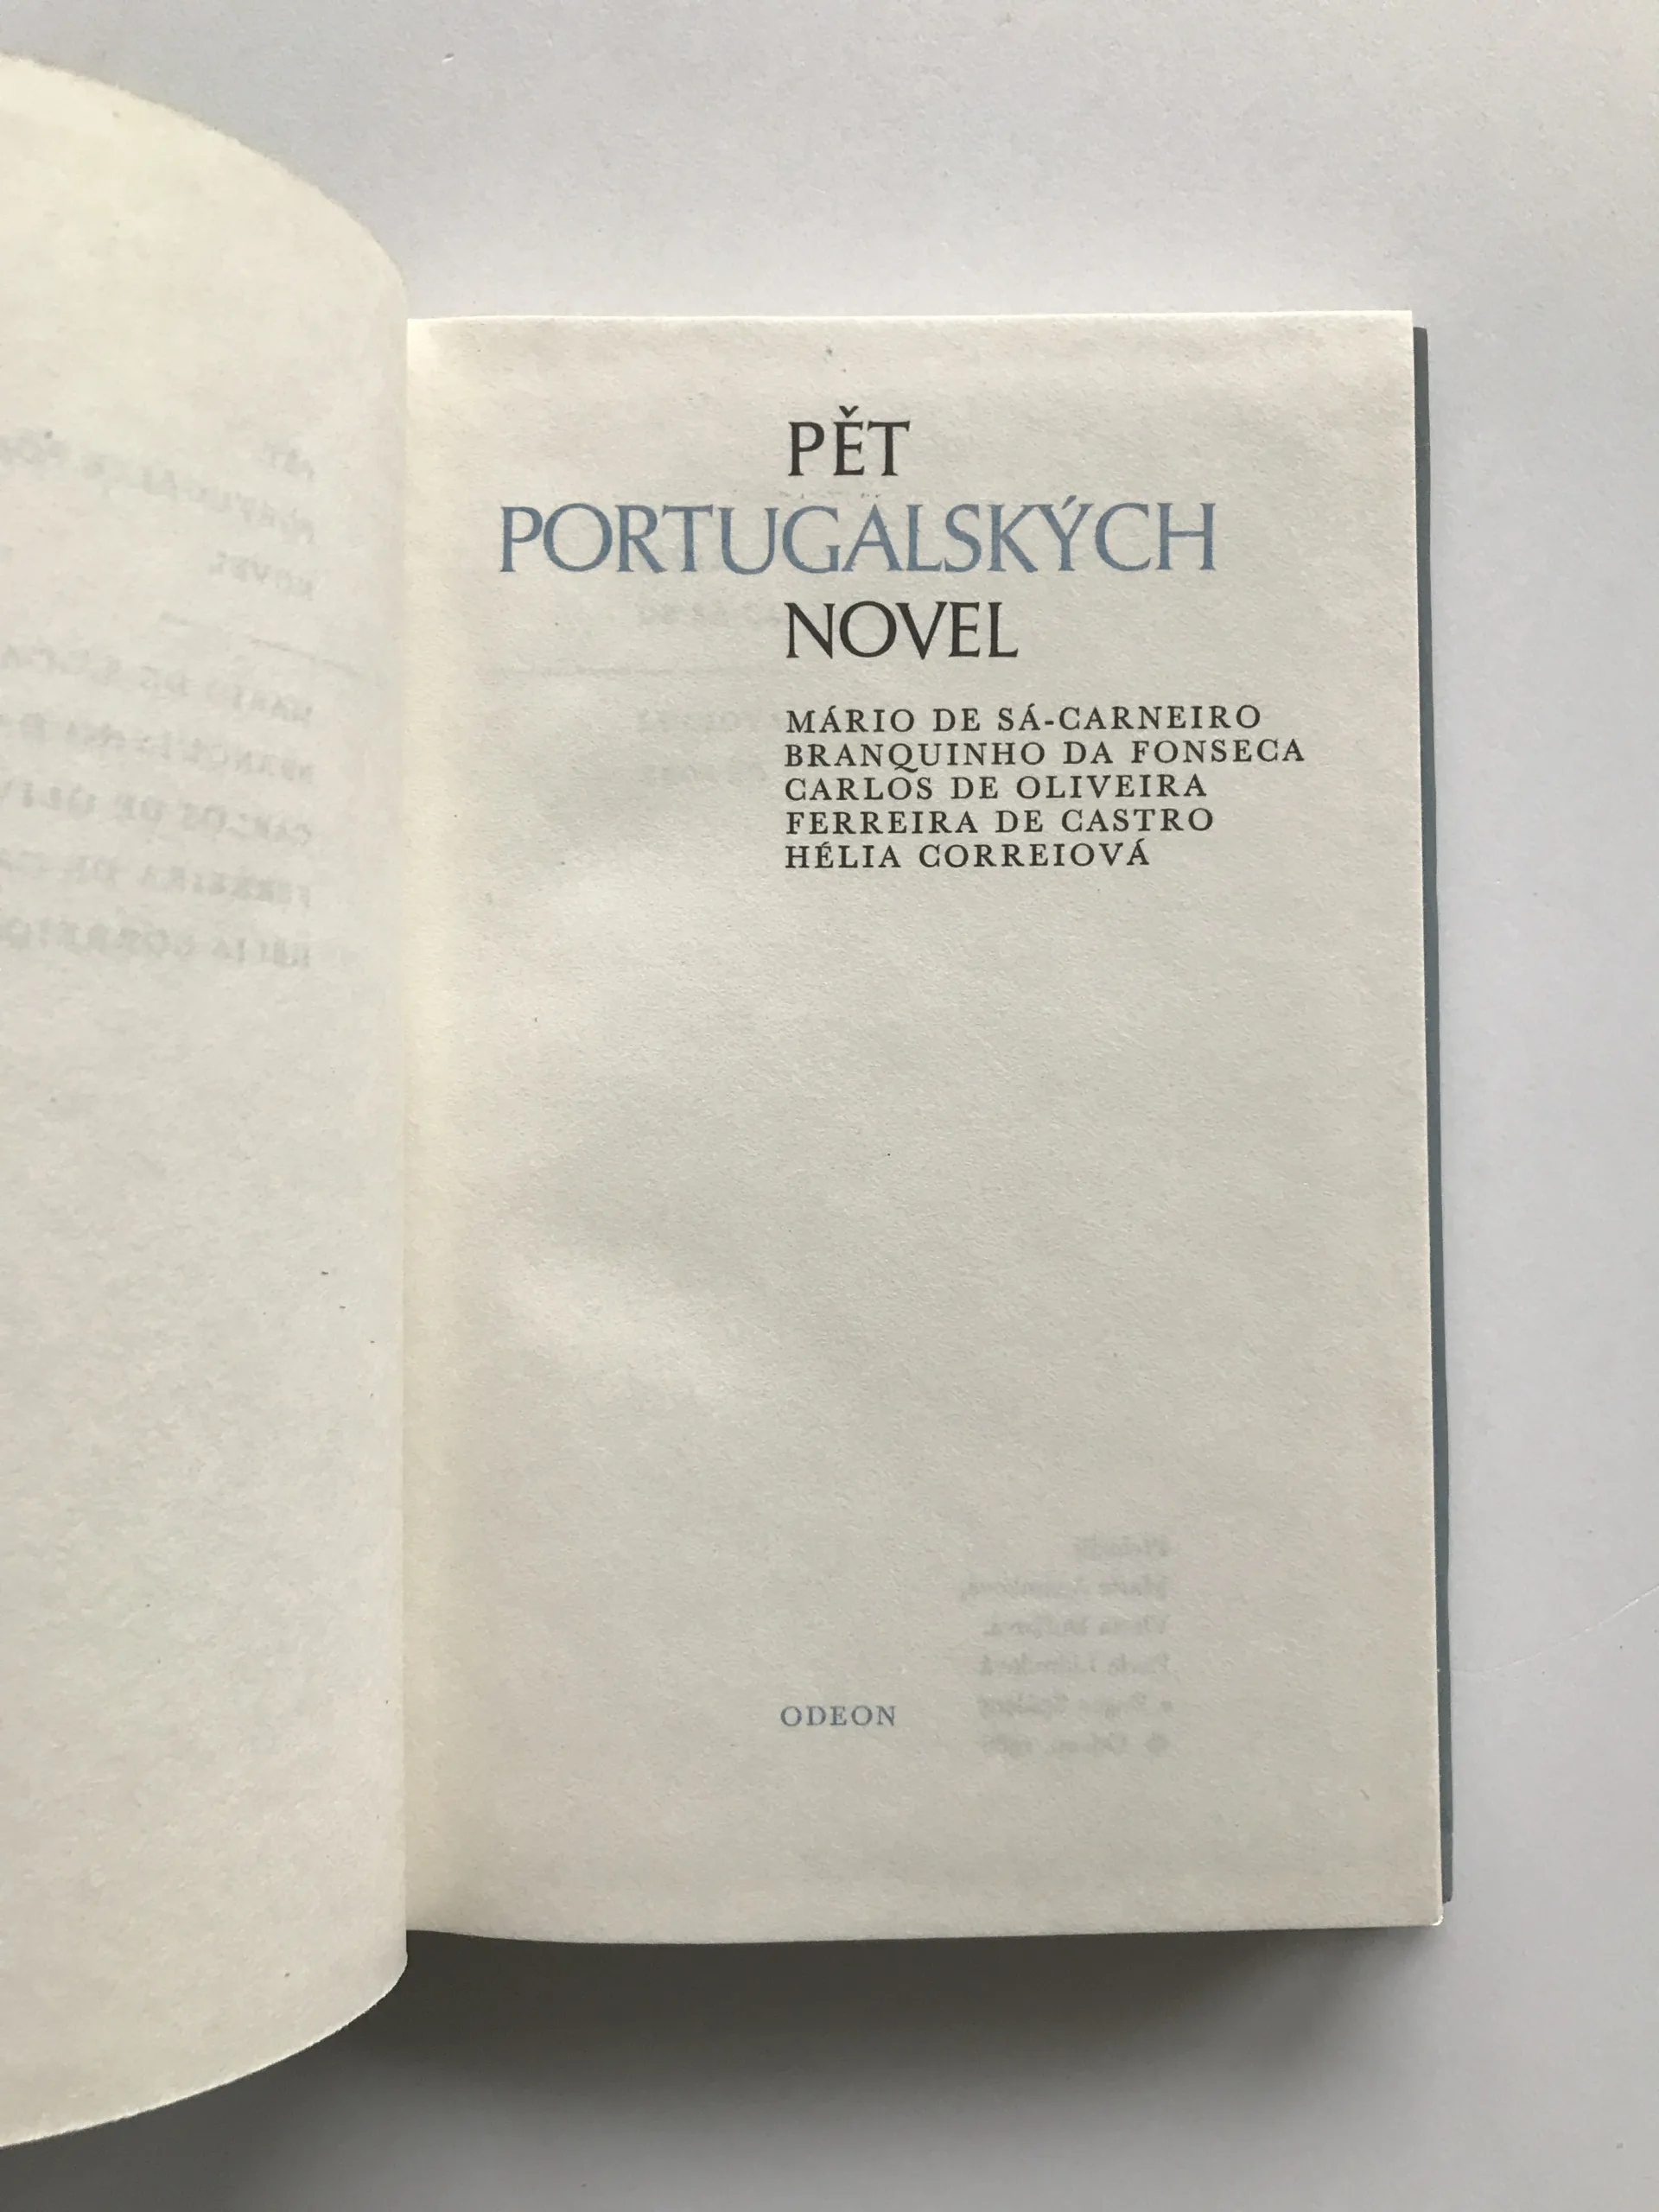 PĚT
PORTUGALSKÝCH
NOVEL
MÁRIO DE SÁ-CARNEIRO
BRANQUINHO DA FONSECA
CARLOS DE OLIVEIRA
FERREIRA DE CASTRO
HÉLIA CORREIOVÁ
ODEON